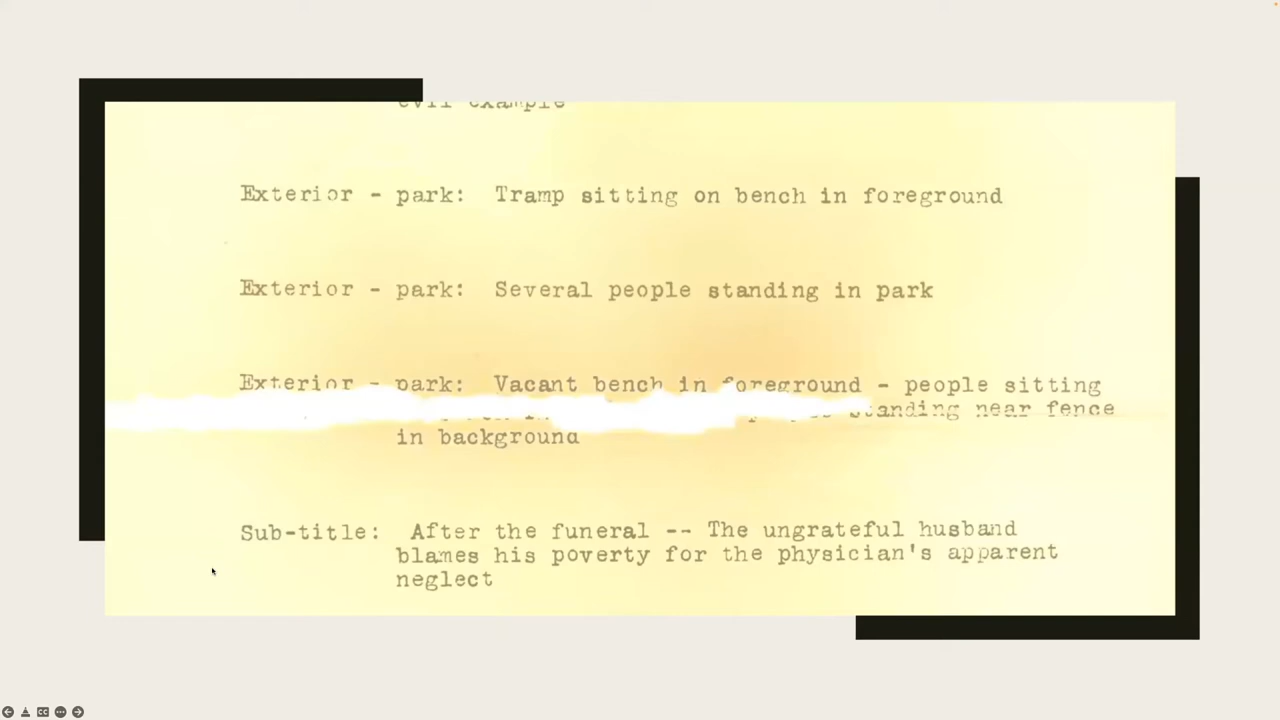 evil example
Exterior - park: Tramp sitting on bench in foreground
Exterior - park: Several people standing in park
Exterior - park: Vacant bench in foreground - people sitting
standing near fence
in background
Sub-title: After the funeral -- The ungrateful husband
blames his poverty for the physician's apparent
neglect